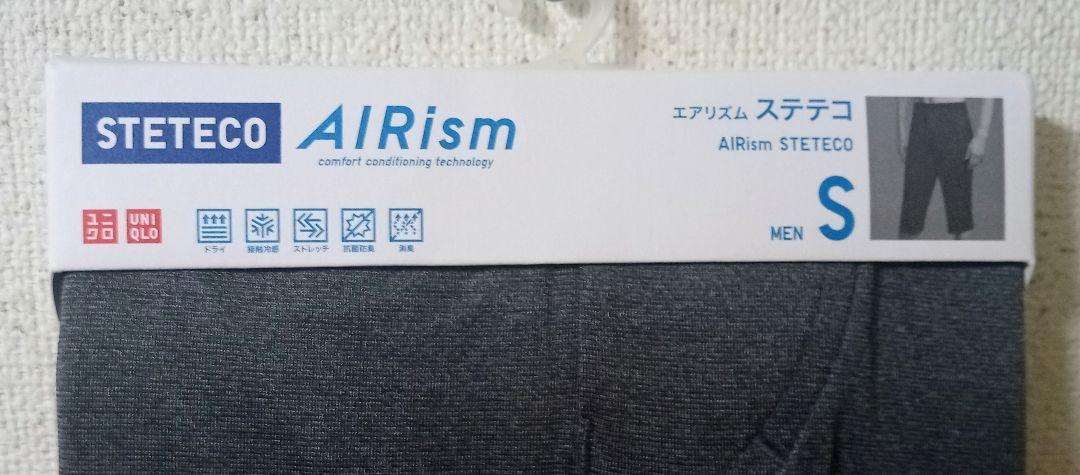 STETECO AIRism
comfort conditioning technology
エアリズム ステテコ
AIRism STETECO
MEN S
ユニクロ UNIQLO
ドライ 接触冷感 ストレッチ 抗菌防臭 消臭